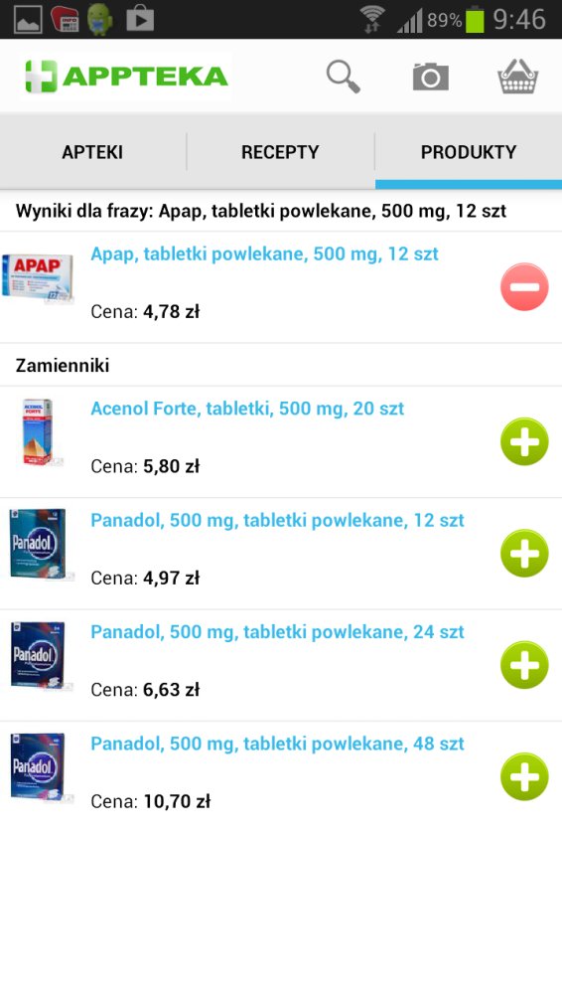 89% 9:46
APPTEKA
APTEKI RECEPTY PRODUKTY
Wyniki dla frazy: Apap, tabletki powlekane, 500 mg, 12 szt
APAP
Apap, tabletki powlekane, 500 mg, 12 szt
Cena: 4,78 zł
Zamienniki
ACENOL
FORTE
Acenol Forte, tabletki, 500 mg, 20 szt
Cena: 5,80 zł
Panadol
Panadol, 500 mg, tabletki powlekane, 12 szt
Cena: 4,97 zł
Panadol
Panadol, 500 mg, tabletki powlekane, 24 szt
Cena: 6,63 zł
Panadol
Panadol, 500 mg, tabletki powlekane, 48 szt
Cena: 10,70 zł